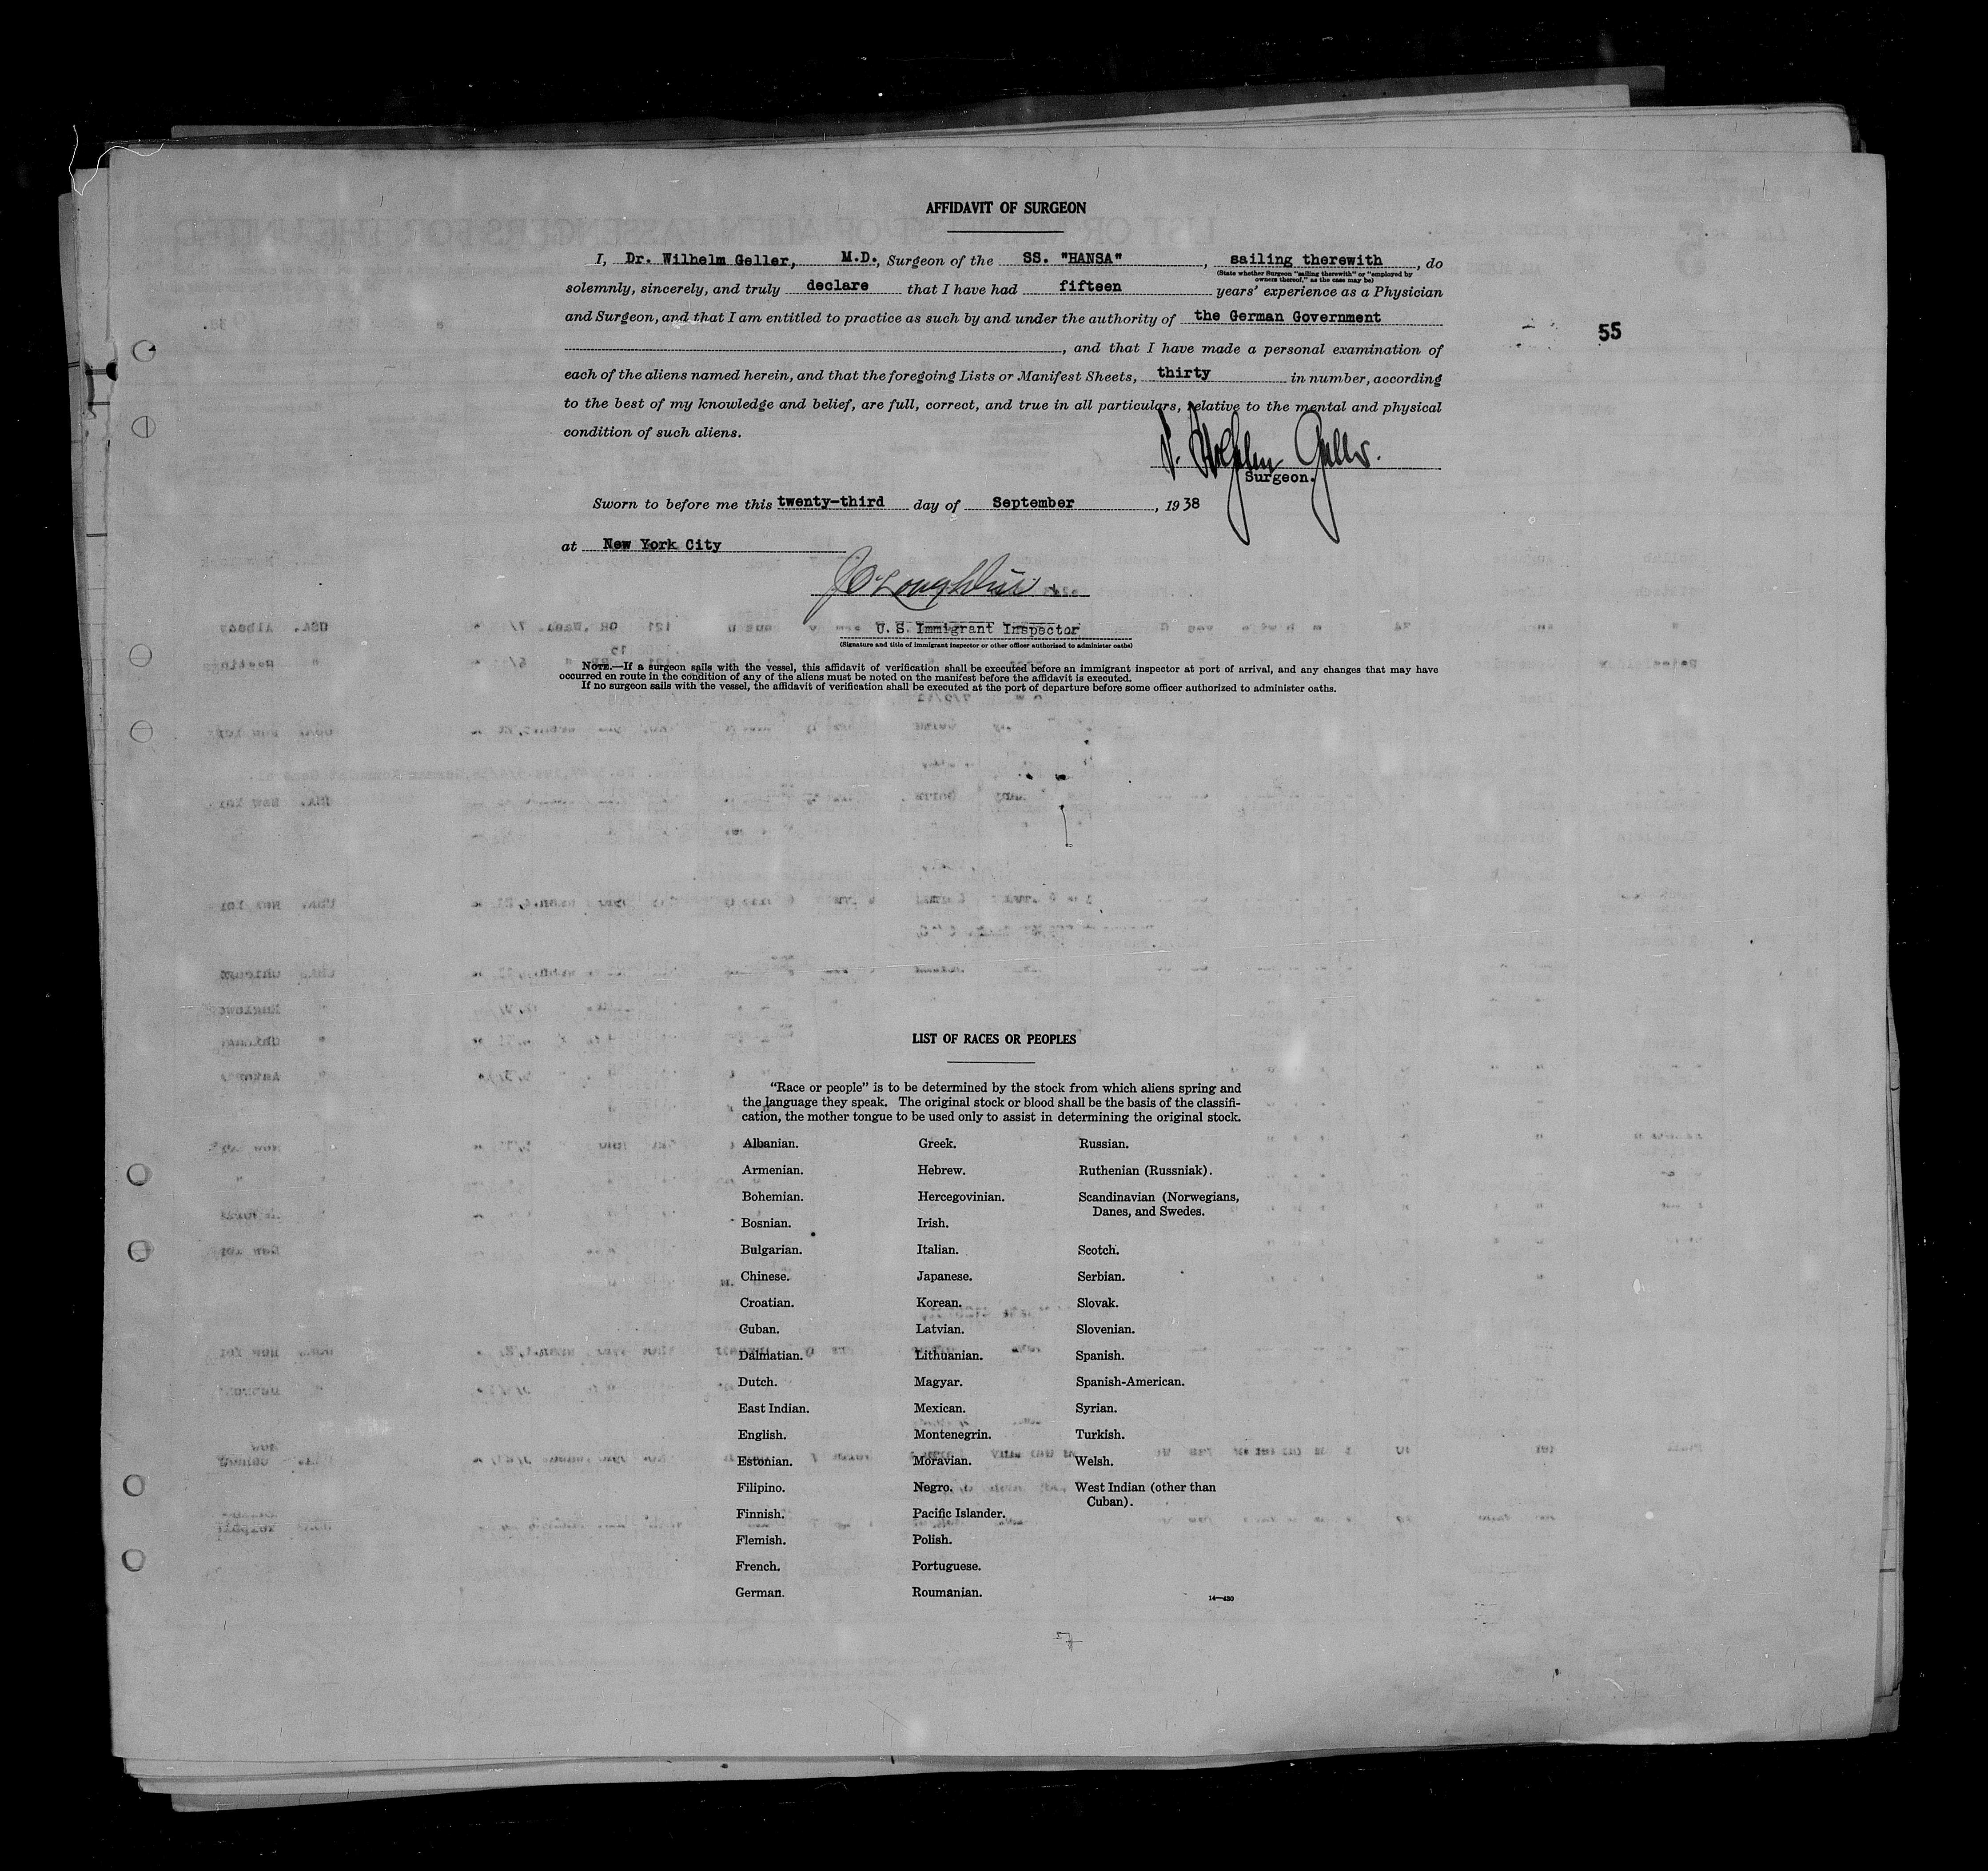 AFFIDAVIT OF SURGEON
I, Dr. Wilhelm Geller, M.D., Surgeon of the SS. "HANSA", sailing therewith, do
(State whether Surgeon "sailing therewith" or "employed by
owners thereof," as the case may be)
solemnly, sincerely, and truly declare that I have had fifteen years' experience as a Physician
and Surgeon, and that I am entitled to practice as such by and under the authority of the German Government
55
, and that I have made a personal examination of
each of the aliens named herein, and that the foregoing Lists or Manifest Sheets, thirty in number, according
to the best of my knowledge and belief, are full, correct, and true in all particulars, relative to the mental and physical
condition of such aliens.
Surgeon.
Sworn to before me this twenty-third day of September, 1938
at New York City
U. S. Immigrant Inspector
(Signature and title of immigrant inspector or other officer authorized to administer oaths)
NOTE.—If a surgeon sails with the vessel, this affidavit of verification shall be executed before an immigrant inspector at port of arrival, and any changes that may have
occurred en route in the condition of any of the aliens must be noted on the manifest before the affidavit is executed.
If no surgeon sails with the vessel, the affidavit of verification shall be executed at the port of departure before some officer authorized to administer oaths.
LIST OF RACES OR PEOPLES
"Race or people" is to be determined by the stock from which aliens spring and
the language they speak. The original stock or blood shall be the basis of the classifi-
cation, the mother tongue to be used only to assist in determining the original stock.
Albanian.
Armenian.
Bohemian.
Bosnian.
Bulgarian.
Chinese.
Croatian.
Cuban.
Dalmatian.
Dutch.
East Indian.
English.
Estonian.
Filipino.
Finnish.
Flemish.
French.
German.
Greek.
Hebrew.
Hercegovinian.
Irish.
Italian.
Japanese.
Korean.
Latvian.
Lithuanian.
Magyar.
Mexican.
Montenegrin.
Moravian.
Negro.
Pacific Islander.
Polish.
Portuguese.
Roumanian.
Russian.
Ruthenian (Russniak).
Scandinavian (Norwegians,
Danes, and Swedes.
Scotch.
Serbian.
Slovak.
Slovenian.
Spanish.
Spanish-American.
Syrian.
Turkish.
Welsh.
West Indian (other than
Cuban).
14—430